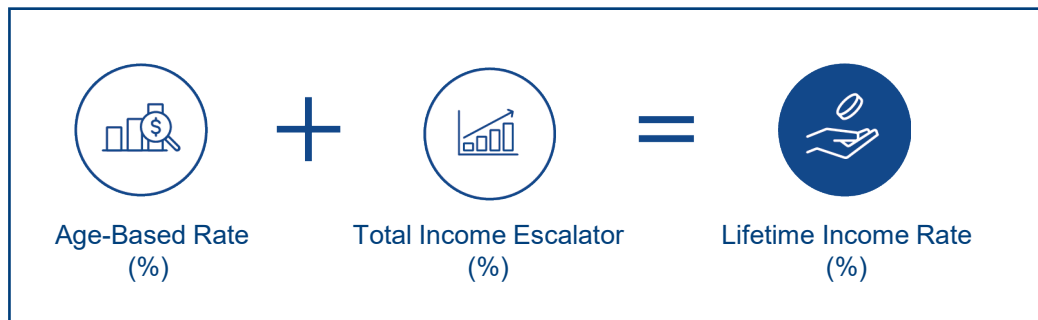 $
+
=
Age-Based Rate
(%)
Total Income Escalator
(%)
Lifetime Income Rate
(%)